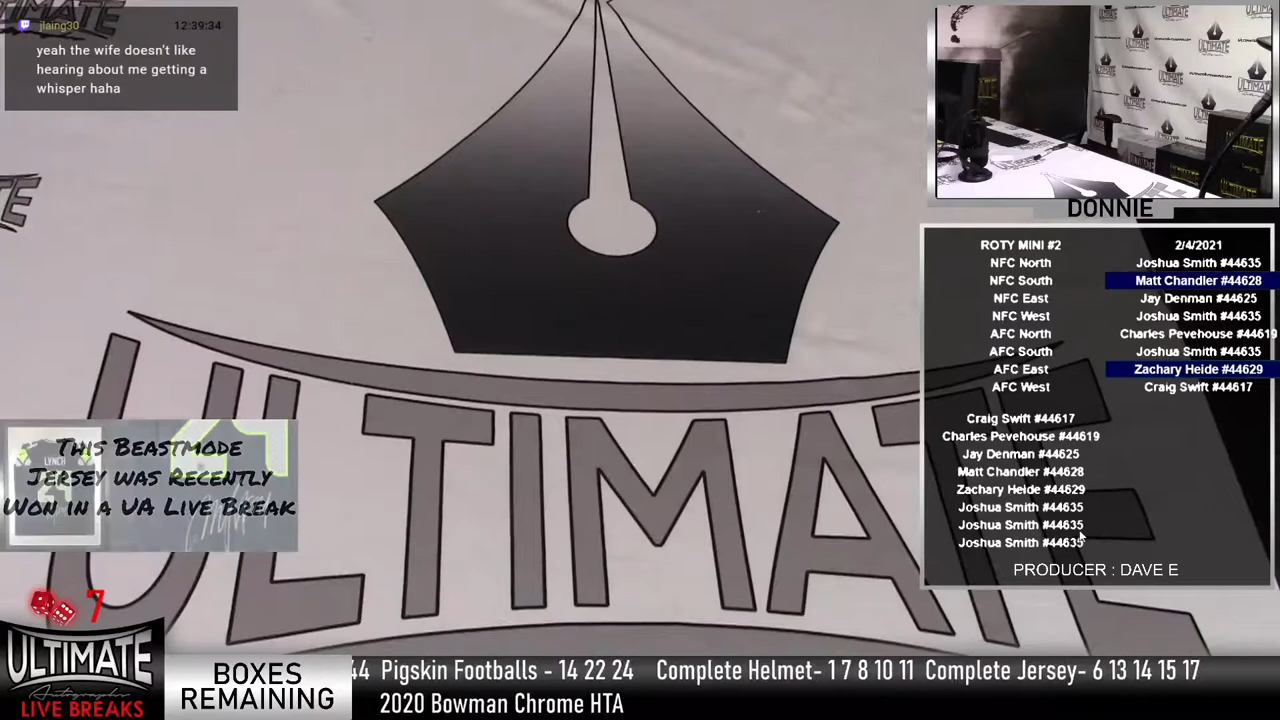 jlaing30 12:39:34
yeah the wife doesn't like
hearing about me getting a
whisper haha
ULTIMATE
DONNIE
ROTY MINI #2 2/4/2021
NFC North Joshua Smith #44635
NFC South Matt Chandler #44628
NFC East Jay Denman #44625
NFC West Joshua Smith #44635
AFC North Charles Pevehouse #44619
AFC South Joshua Smith #44635
AFC East Zachary Heide #44629
AFC West Craig Swift #44617
Craig Swift #44617
Charles Pevehouse #44619
Jay Denman #44625
Matt Chandler #44628
Zachary Heide #44629
Joshua Smith #44635
Joshua Smith #44635
Joshua Smith #44635
PRODUCER : DAVE E
LYNCH
24
This Beastmode
Jersey was Recently
Won in a UA Live Break
ULTIMATE
7
ULTIMATE
Autographs
LIVE BREAKS
BOXES
REMAINING
44 Pigskin Footballs - 14 22 24 Complete Helmet- 1 7 8 10 11 Complete Jersey- 6 13 14 15 17
2020 Bowman Chrome HTA